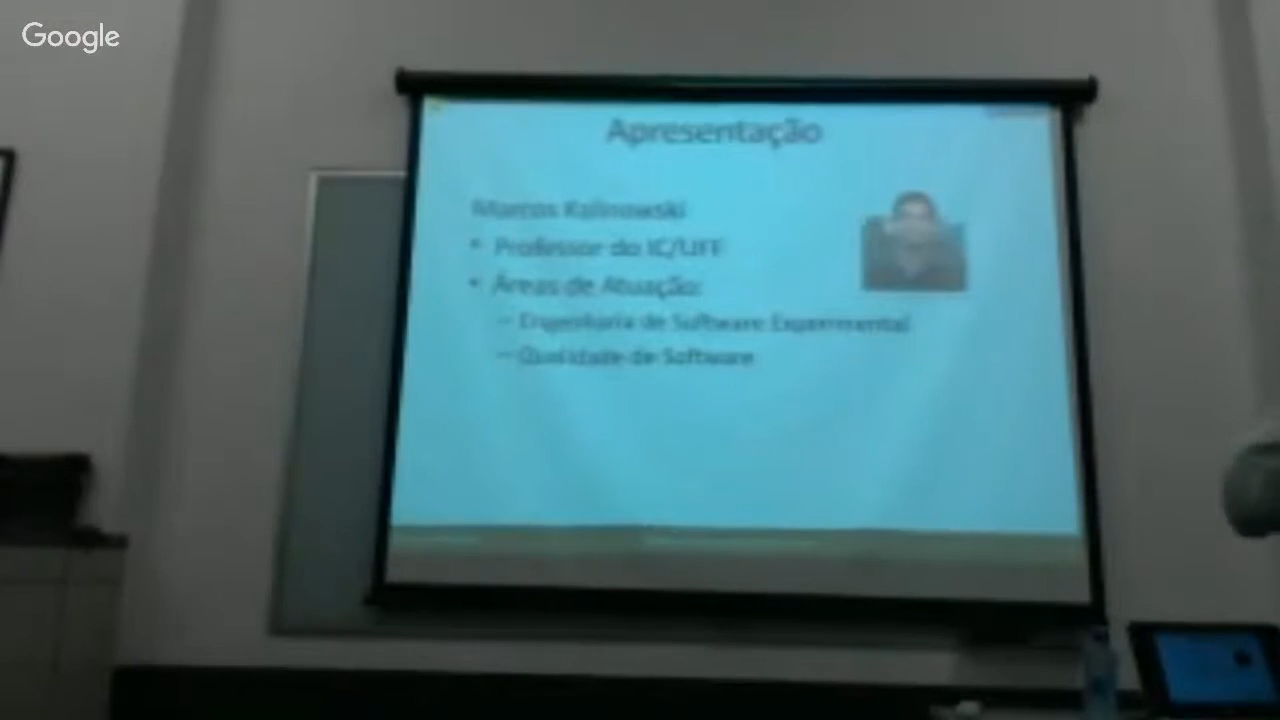 Google
Apresentação
Marcos Kalinowski
• Professor do IC/UFF
• Áreas de Atuação:
– Engenharia de Software Experimental
– Qualidade de Software